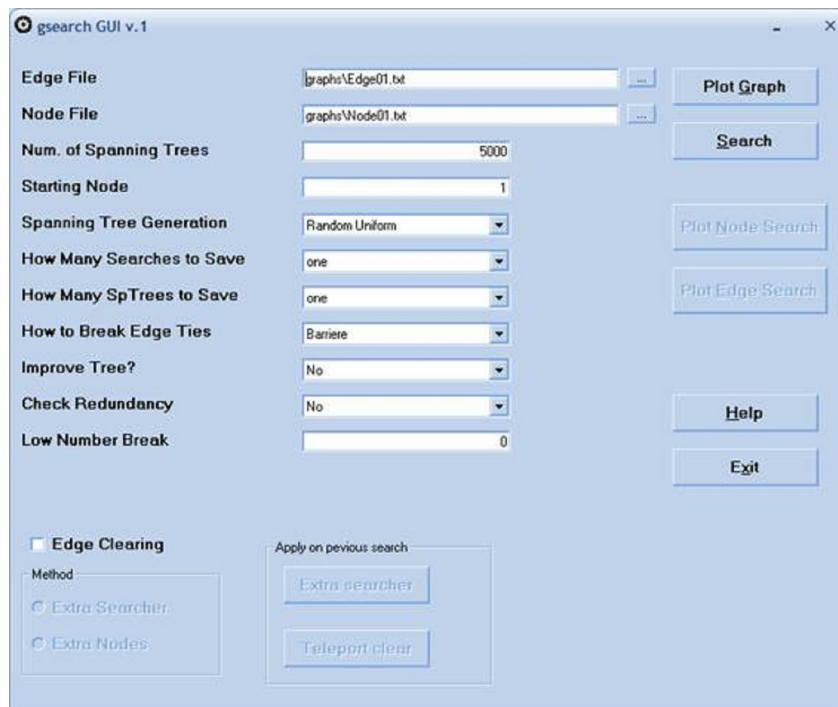 gsearch GUI v.1
Edge File graphs\Edge01.txt ... Plot Graph
Node File graphs\Node01.txt ...
Num. of Spanning Trees 5000 Search
Starting Node 1
Spanning Tree Generation Random Uniform Plot Node Search
How Many Searches to Save one
How Many SpTrees to Save one Plot Edge Search
How to Break Edge Ties Barriere
Improve Tree? No
Check Redundancy No Help
Low Number Break 0
Exit
Edge Clearing Apply on pevious search
Method
Extra Searcher Extra searcher
Extra Nodes Teleport clear